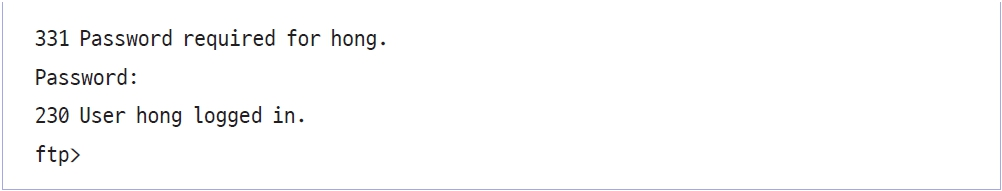 331 Password required for hong.
Password:
230 User hong logged in.
ftp>